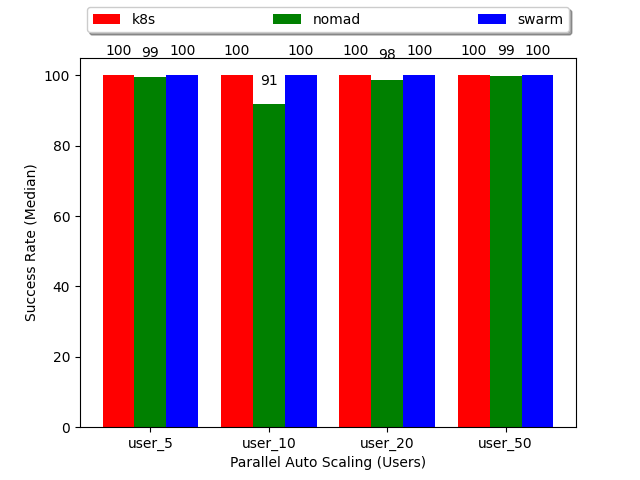 k8s nomad swarm
100 99 100 100 91 100 100 98 100 100 99 100
100
80
60
40
20
0
Success Rate (Median)
user_5 user_10 user_20 user_50
Parallel Auto Scaling (Users)